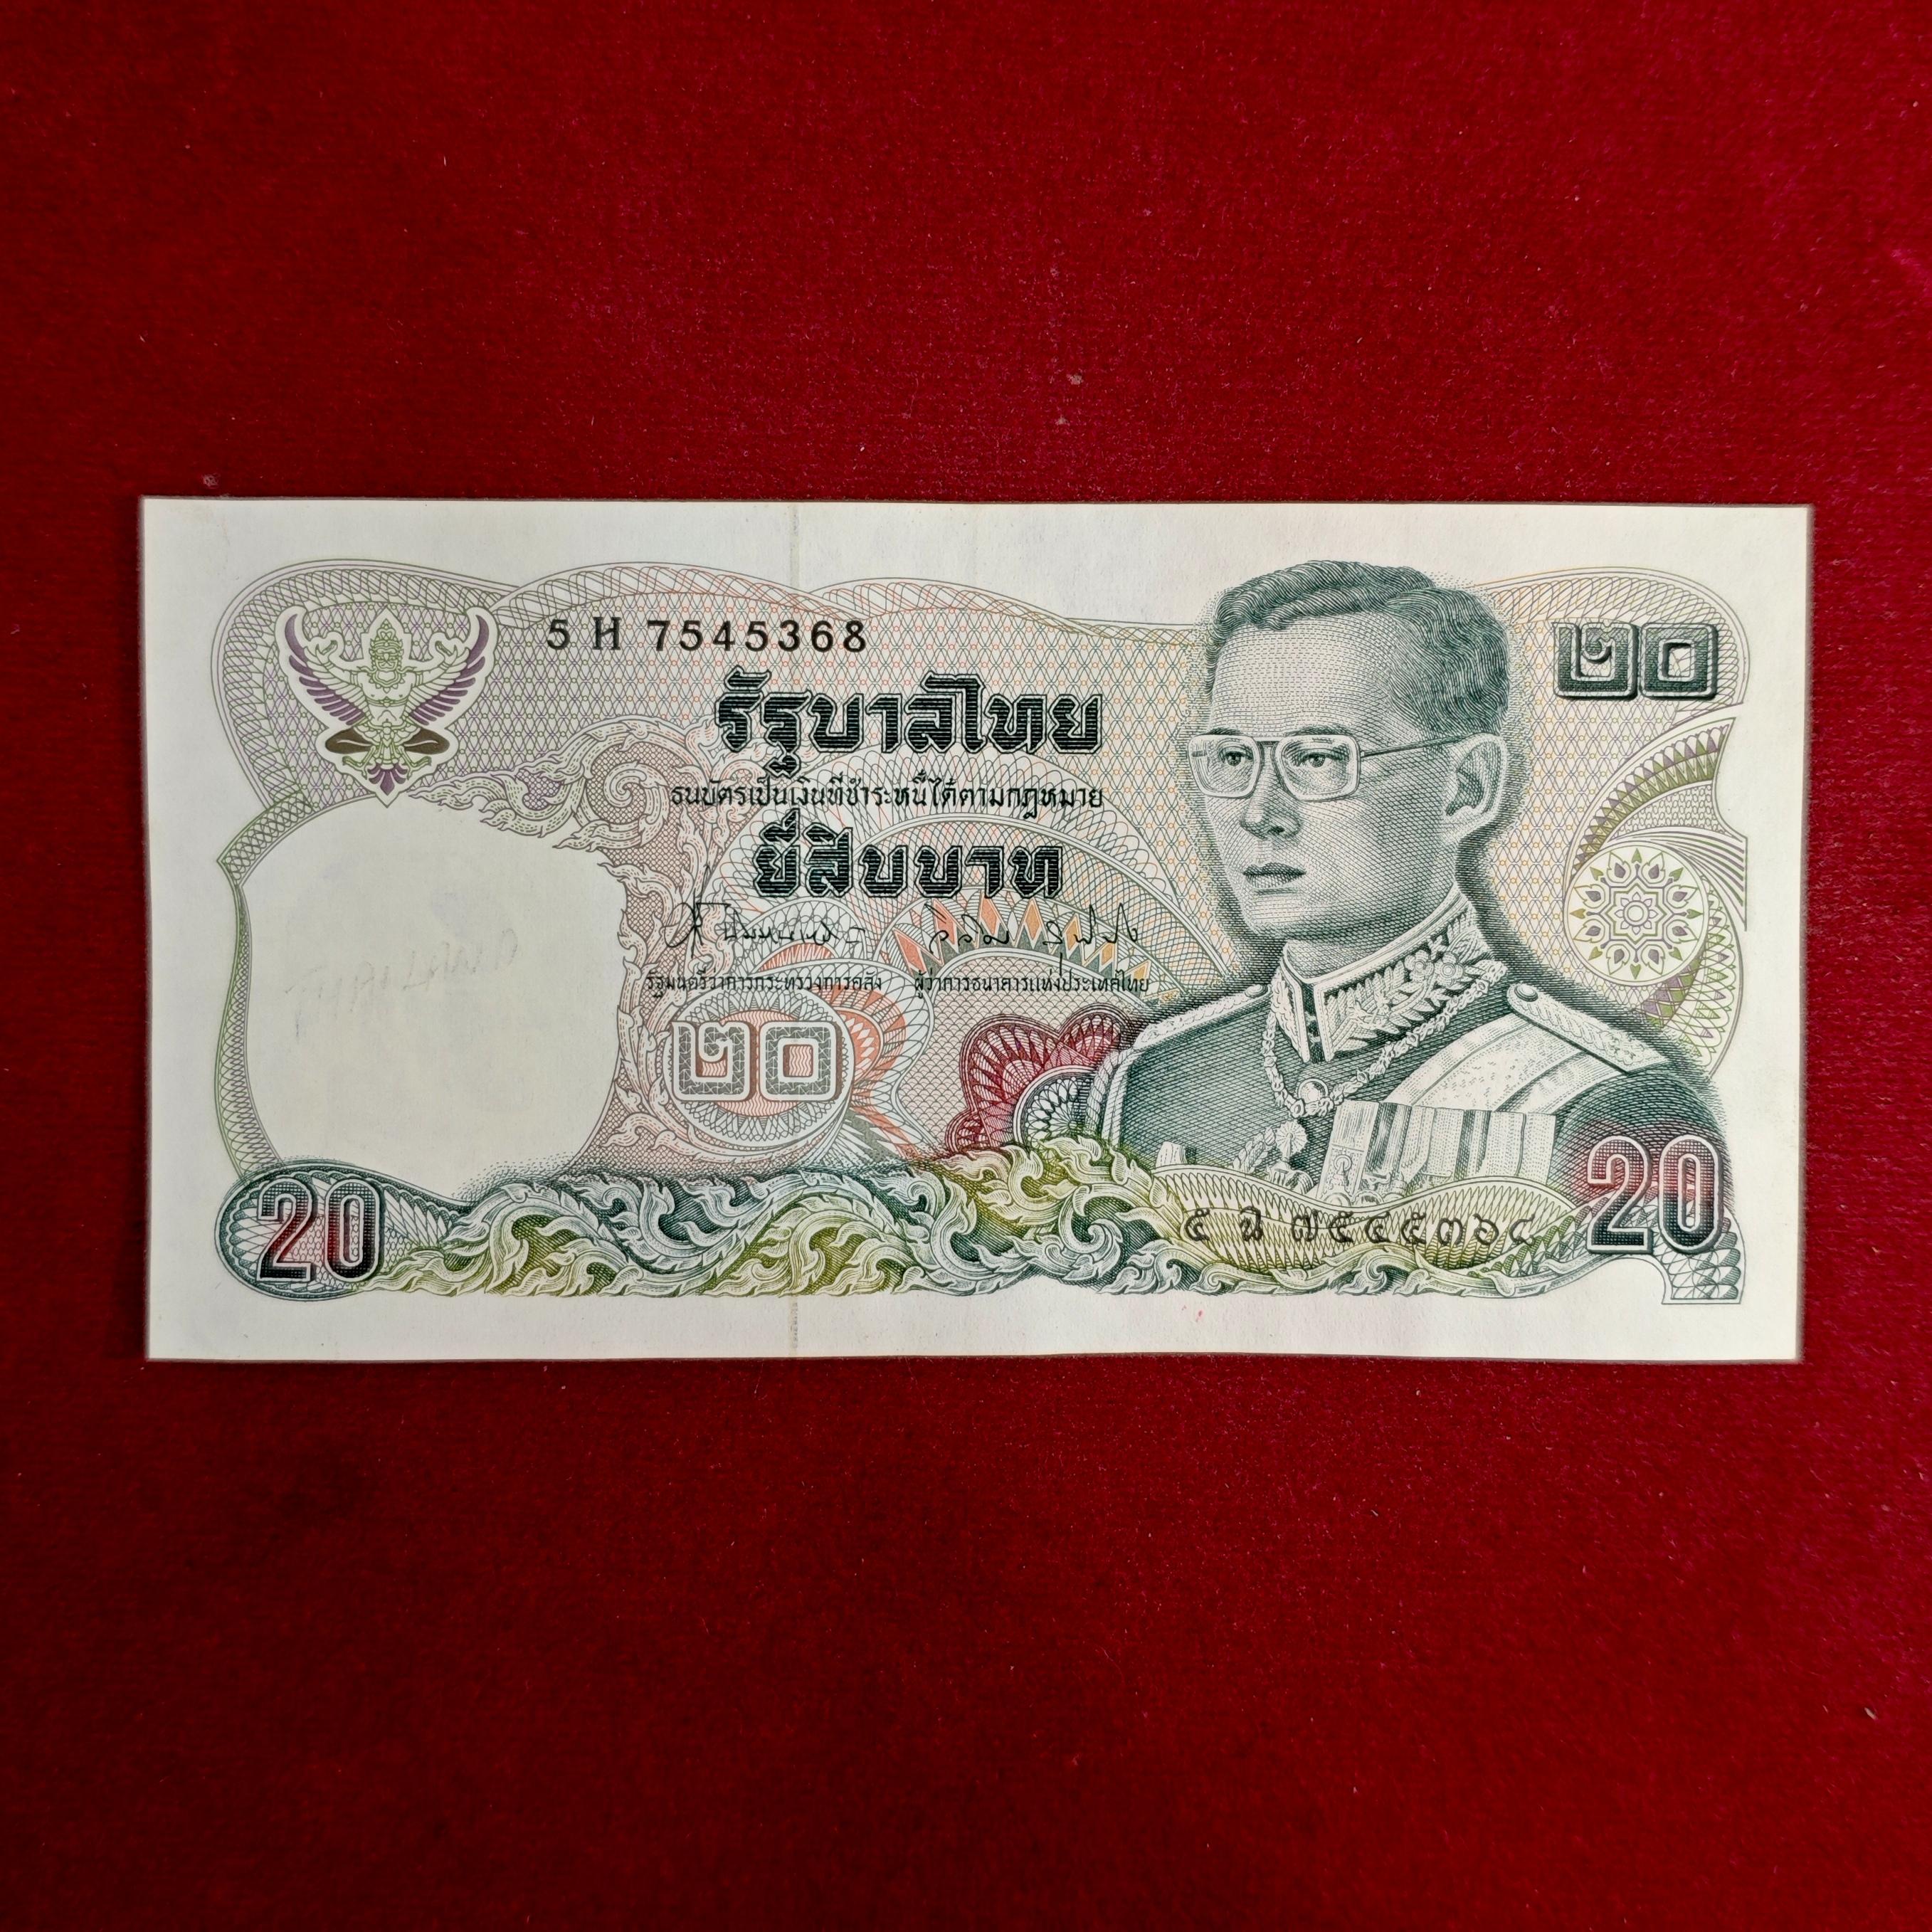 5 H 7545368
๒๐
รัฐบาลไทย
ธนบัตรเป็นเงินที่ชำระหนี้ได้ตามกฎหมาย
ยี่สิบบาท
รัฐมนตรีว่าการกระทรวงการคลัง ผู้ว่าการธนาคารแห่งประเทศไทย
๒๐
20
๕ ฉ ๗๕๔๕๓๖๘
20